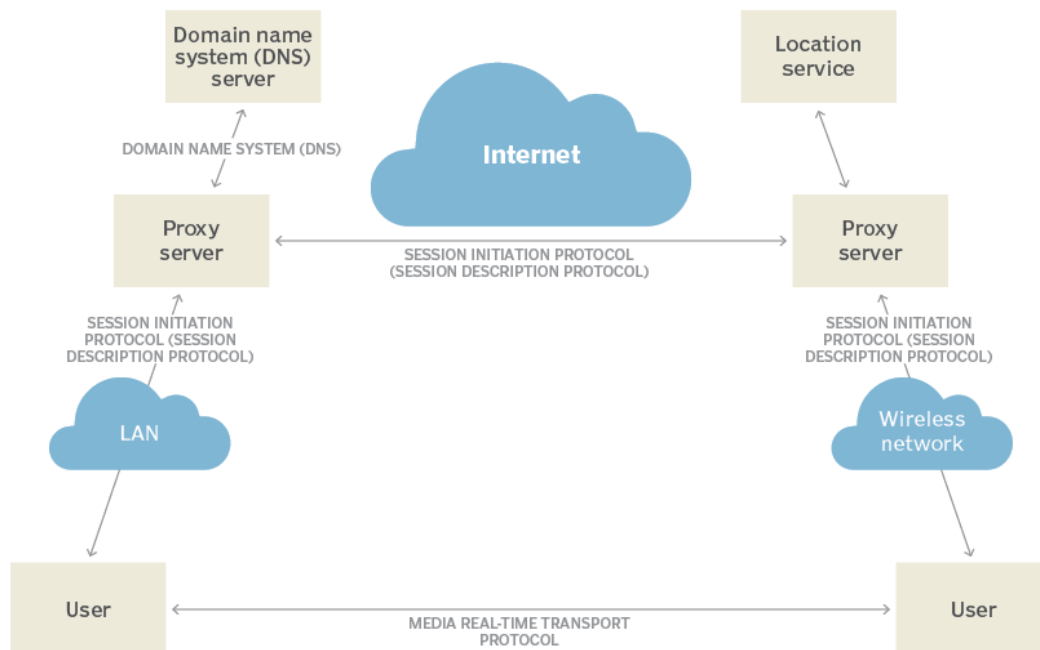 Domain name
system (DNS)
server
Location
service
Internet
DOMAIN NAME SYSTEM (DNS)
Proxy
server
Proxy
server
SESSION INITIATION PROTOCOL
(SESSION DESCRIPTION PROTOCOL)
SESSION INITIATION
PROTOCOL (SESSION
DESCRIPTION PROTOCOL)
SESSION INITIATION
PROTOCOL (SESSION
DESCRIPTION PROTOCOL)
LAN
Wireless
network
User
User
MEDIA REAL-TIME TRANSPORT
PROTOCOL